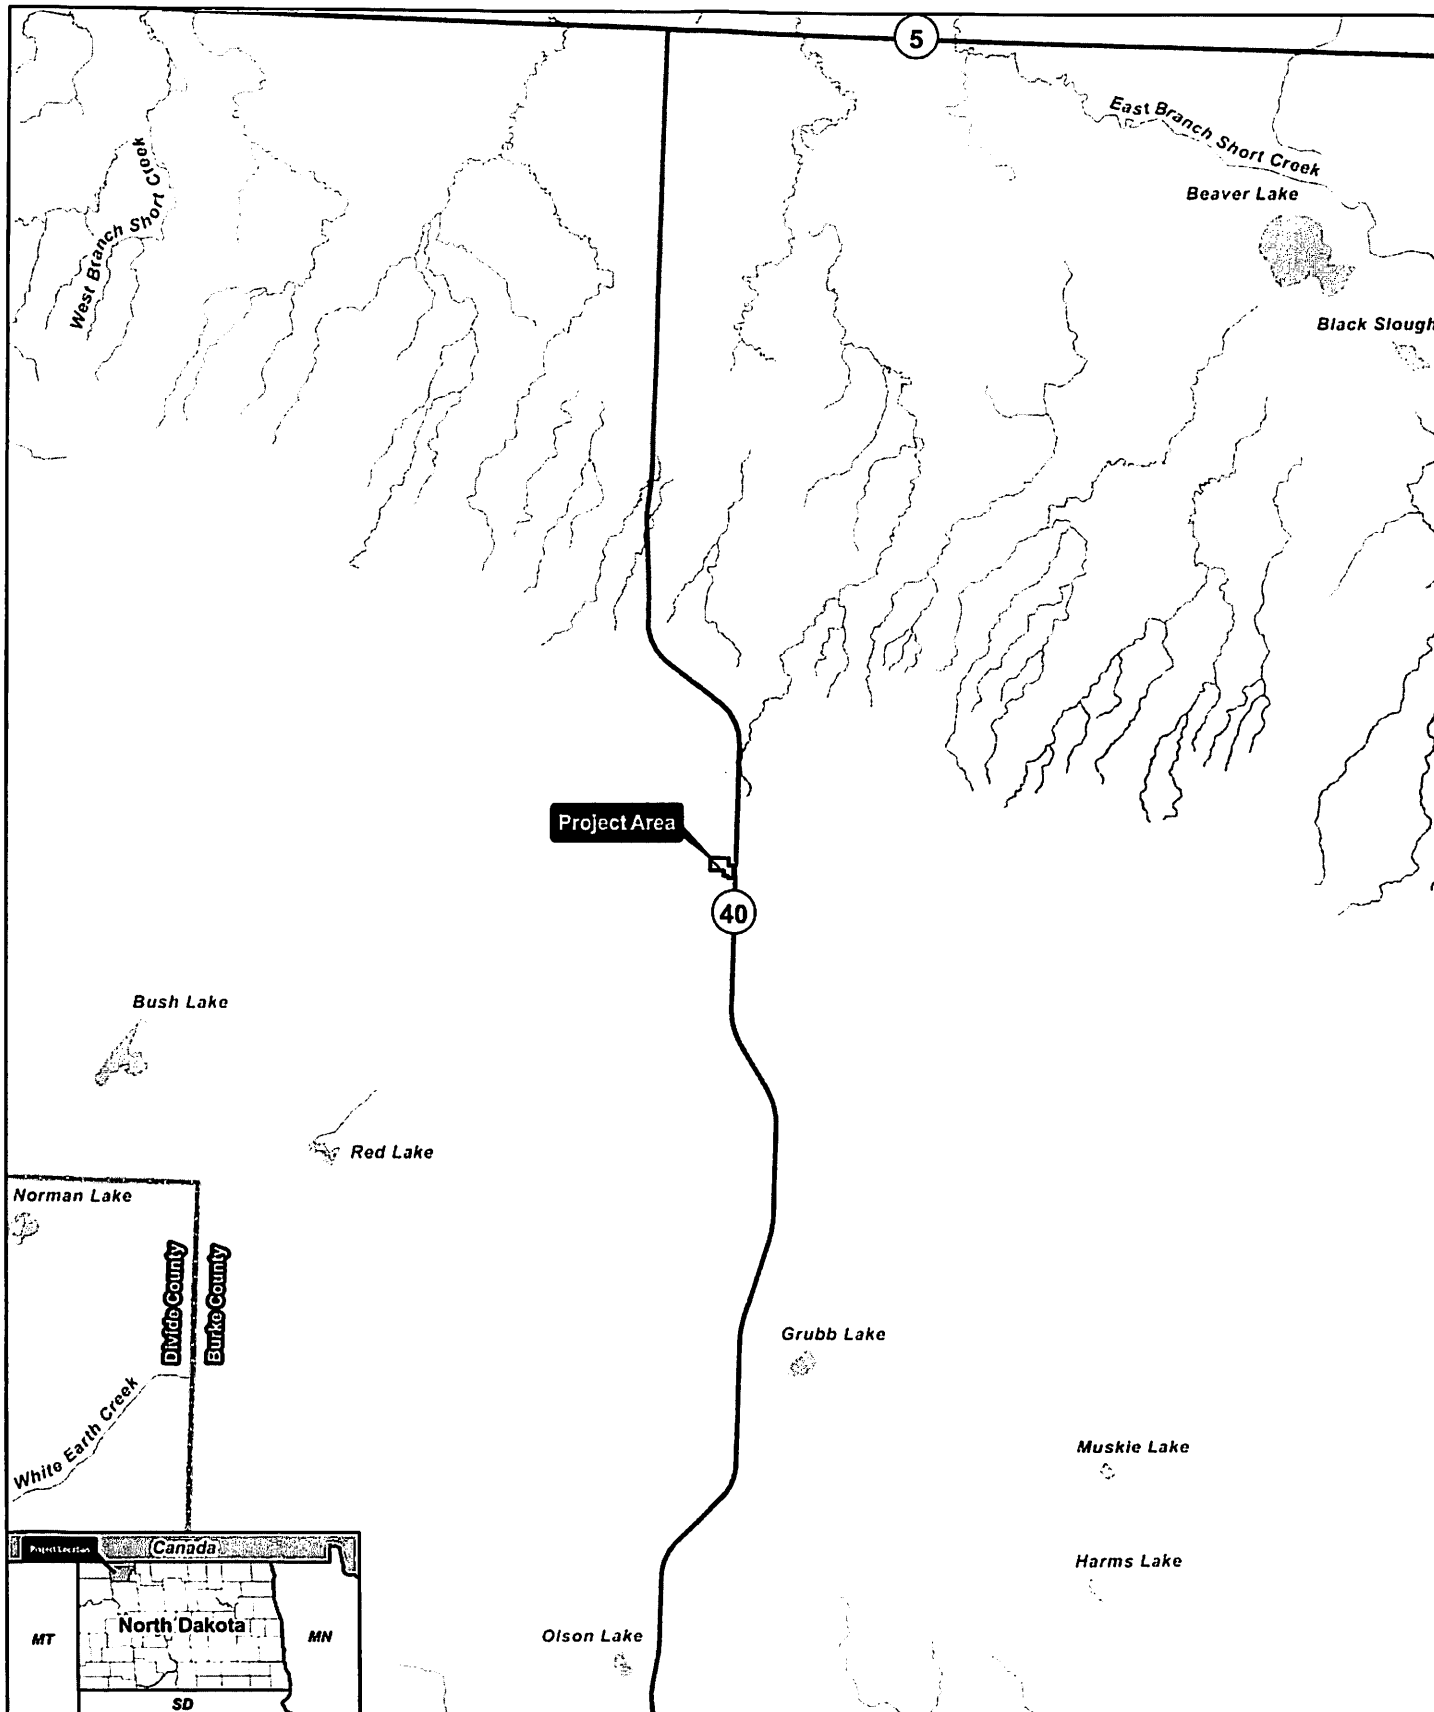 5
East Branch Short Creek
West Branch Short Creek
Beaver Lake
Black Slough
Project Area
40
Bush Lake
Red Lake
Norman Lake
Divide County
Burke County
Grubb Lake
White Earth Creek
Muskie Lake
Project Location
Canada
Harms Lake
North Dakota
MT
MN
Olson Lake
SD